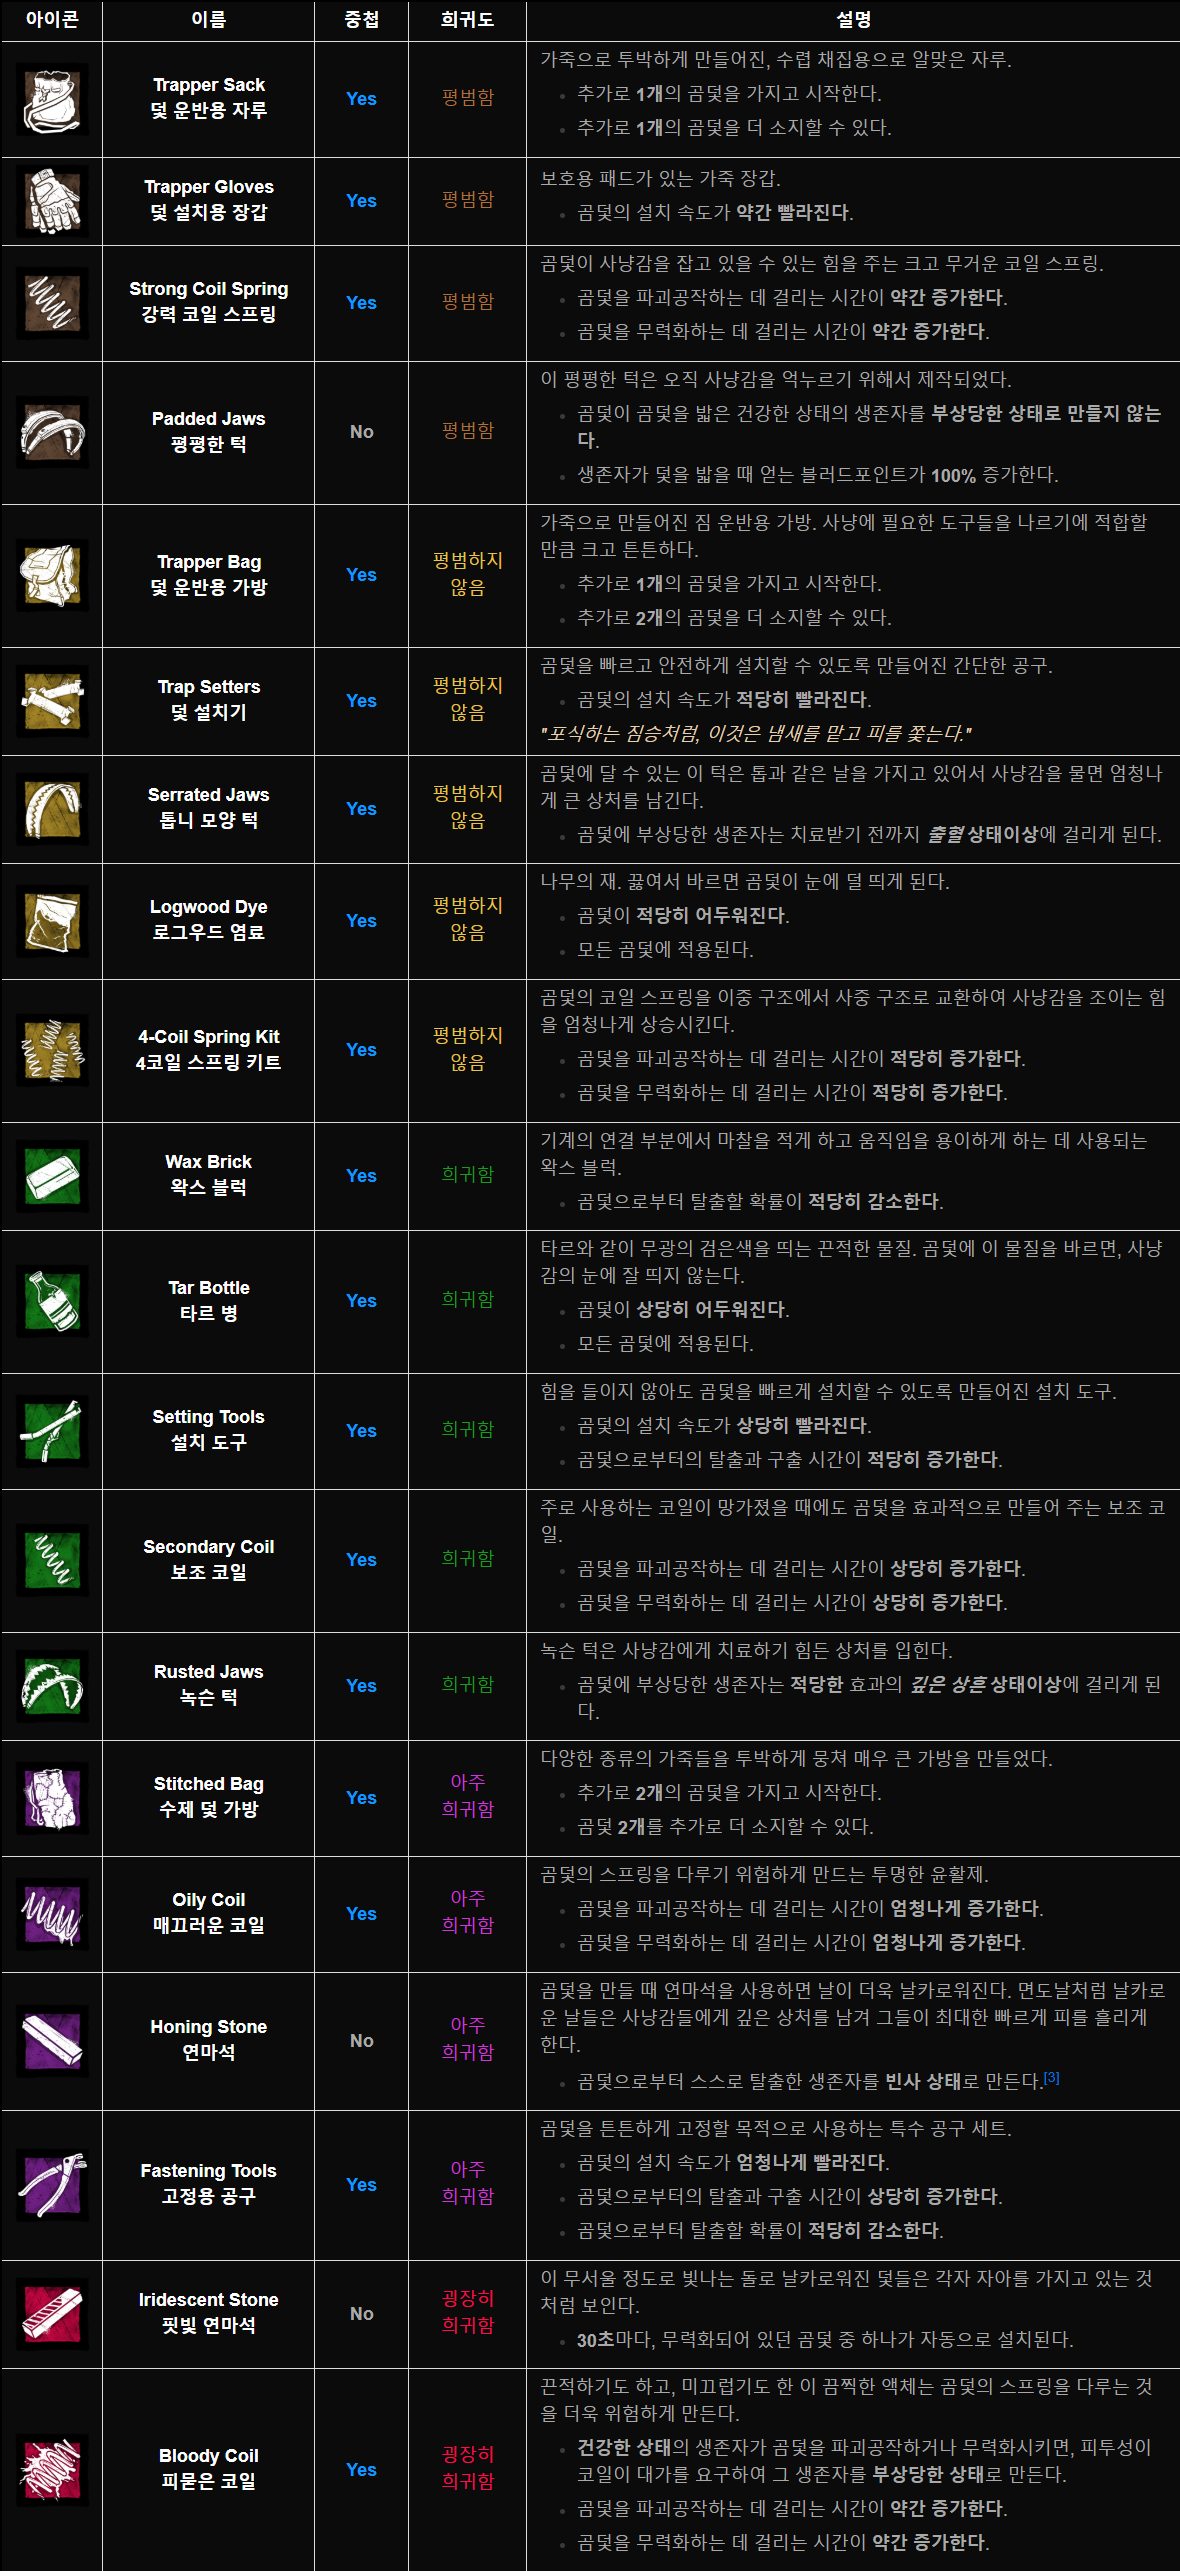 아이콘 이름 중첩 희귀도 설명
Trapper Sack
덫 운반용 자루
Yes
평범함
가죽으로 투박하게 만들어진, 수렵 채집용으로 알맞은 자루.
추가로 1개의 곰덫을 가지고 시작한다.
추가로 1개의 곰덫을 더 소지할 수 있다.
Trapper Gloves
덫 설치용 장갑
Yes
평범함
보호용 패드가 있는 가죽 장갑.
곰덫의 설치 속도가 약간 빨라진다.
Strong Coil Spring
강력 코일 스프링
Yes
평범함
곰덫이 사냥감을 잡고 있을 수 있는 힘을 주는 크고 무거운 코일 스프링.
곰덫을 파괴공작하는 데 걸리는 시간이 약간 증가한다.
곰덫을 무력화하는 데 걸리는 시간이 약간 증가한다.
Padded Jaws
평평한 턱
No
평범함
이 평평한 턱은 오직 사냥감을 억누르기 위해서 제작되었다.
곰덫이 곰덫을 밟은 건강한 상태의 생존자를 부상당한 상태로 만들지 않는
다.
생존자가 덫을 밟을 때 얻는 블러드포인트가 100% 증가한다.
Trapper Bag
덫 운반용 가방
Yes
평범하지
않음
가죽으로 만들어진 짐 운반용 가방. 사냥에 필요한 도구들을 나르기에 적합할
만큼 크고 튼튼하다.
추가로 1개의 곰덫을 가지고 시작한다.
추가로 2개의 곰덫을 더 소지할 수 있다.
Trap Setters
덫 설치기
Yes
평범하지
않음
곰덫을 빠르고 안전하게 설치할 수 있도록 만들어진 간단한 공구.
곰덫의 설치 속도가 적당히 빨라진다.
"포식하는 짐승처럼, 이것은 냄새를 맡고 피를 쫓는다."
Serrated Jaws
톱니 모양 턱
Yes
평범하지
않음
곰덫에 달 수 있는 이 턱은 톱과 같은 날을 가지고 있어서 사냥감을 물면 엄청나
게 큰 상처를 남긴다.
곰덫에 부상당한 생존자는 치료받기 전까지 출혈 상태이상에 걸리게 된다.
Logwood Dye
로그우드 염료
Yes
평범하지
않음
나무의 재. 끓여서 바르면 곰덫이 눈에 덜 띄게 된다.
곰덫이 적당히 어두워진다.
모든 곰덫에 적용된다.
4-Coil Spring Kit
4코일 스프링 키트
Yes
평범하지
않음
곰덫의 코일 스프링을 이중 구조에서 사중 구조로 교환하여 사냥감을 조이는 힘
을 엄청나게 상승시킨다.
곰덫을 파괴공작하는 데 걸리는 시간이 적당히 증가한다.
곰덫을 무력화하는 데 걸리는 시간이 적당히 증가한다.
Wax Brick
왁스 블럭
Yes
희귀함
기계의 연결 부분에서 마찰을 적게 하고 움직임을 용이하게 하는 데 사용되는
왁스 블럭.
곰덫으로부터 탈출할 확률이 적당히 감소한다.
Tar Bottle
타르 병
Yes
희귀함
타르와 같이 무광의 검은색을 띄는 끈적한 물질. 곰덫에 이 물질을 바르면, 사냥
감의 눈에 잘 띄지 않는다.
곰덫이 상당히 어두워진다.
모든 곰덫에 적용된다.
Setting Tools
설치 도구
Yes
희귀함
힘을 들이지 않아도 곰덫을 빠르게 설치할 수 있도록 만들어진 설치 도구.
곰덫의 설치 속도가 상당히 빨라진다.
곰덫으로부터의 탈출과 구출 시간이 적당히 증가한다.
Secondary Coil
보조 코일
Yes
희귀함
주로 사용하는 코일이 망가졌을 때에도 곰덫을 효과적으로 만들어 주는 보조 코
일.
곰덫을 파괴공작하는 데 걸리는 시간이 상당히 증가한다.
곰덫을 무력화하는 데 걸리는 시간이 상당히 증가한다.
Rusted Jaws
녹슨 턱
Yes
희귀함
녹슨 턱은 사냥감에게 치료하기 힘든 상처를 입힌다.
곰덫에 부상당한 생존자는 적당한 효과의 깊은 상흔 상태이상에 걸리게 된
다.
Stitched Bag
수제 덫 가방
Yes
아주
희귀함
다양한 종류의 가죽들을 투박하게 뭉쳐 매우 큰 가방을 만들었다.
추가로 2개의 곰덫을 가지고 시작한다.
곰덫 2개를 추가로 더 소지할 수 있다.
Oily Coil
매끄러운 코일
Yes
아주
희귀함
곰덫의 스프링을 다루기 위험하게 만드는 투명한 윤활제.
곰덫을 파괴공작하는 데 걸리는 시간이 엄청나게 증가한다.
곰덫을 무력화하는 데 걸리는 시간이 엄청나게 증가한다.
Honing Stone
연마석
No
아주
희귀함
곰덫을 만들 때 연마석을 사용하면 날이 더욱 날카로워진다. 면도날처럼 날카로
운 날들은 사냥감들에게 깊은 상처를 남겨 그들이 최대한 빠르게 피를 흘리게
한다.
곰덫으로부터 스스로 탈출한 생존자를 빈사 상태로 만든다.[3]
Fastening Tools
고정용 공구
Yes
아주
희귀함
곰덫을 튼튼하게 고정할 목적으로 사용하는 특수 공구 세트.
곰덫의 설치 속도가 엄청나게 빨라진다.
곰덫으로부터의 탈출과 구출 시간이 상당히 증가한다.
곰덫으로부터 탈출할 확률이 적당히 감소한다.
Iridescent Stone
핏빛 연마석
No
굉장히
희귀함
이 무서울 정도로 빛나는 돌로 날카로워진 덫들은 각자 자아를 가지고 있는 것
처럼 보인다.
30초마다, 무력화되어 있던 곰덫 중 하나가 자동으로 설치된다.
Bloody Coil
피묻은 코일
Yes
굉장히
희귀함
끈적하기도 하고, 미끄럽기도 한 이 끔찍한 액체는 곰덫의 스프링을 다루는 것
을 더욱 위험하게 만든다.
건강한 상태의 생존자가 곰덫을 파괴공작하거나 무력화시키면, 피투성이
코일이 대가를 요구하여 그 생존자를 부상당한 상태로 만든다.
곰덫을 파괴공작하는 데 걸리는 시간이 약간 증가한다.
곰덫을 무력화하는 데 걸리는 시간이 약간 증가한다.